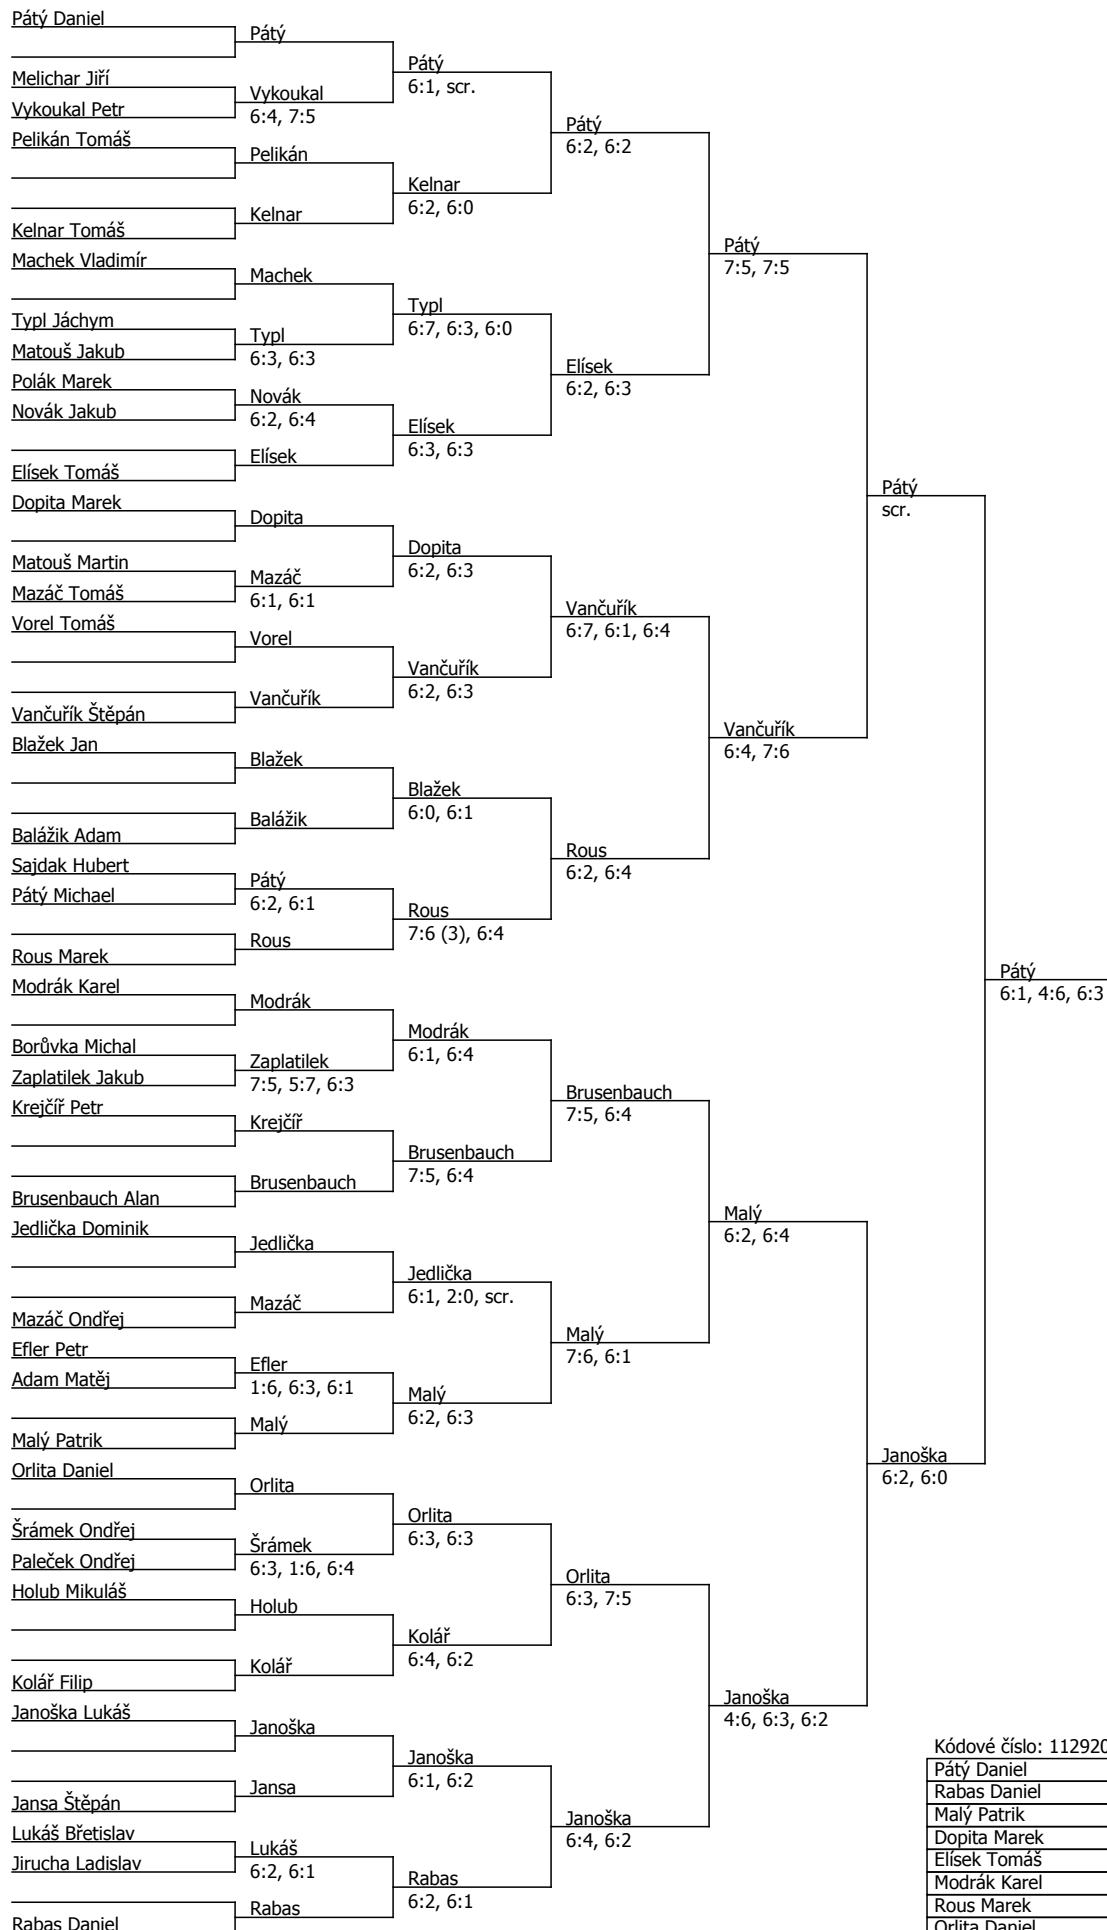 Pátý Daniel
Melichar Jiří
Vykoukal Petr
Pelikán Tomáš
Kelnar Tomáš
Machek Vladimír
Typl Jáchym
Matouš Jakub
Polák Marek
Novák Jakub
Elísek Tomáš
Dopita Marek
Matouš Martin
Mazáč Tomáš
Vorel Tomáš
Vančuřík Štěpán
Blažek Jan
Balážik Adam
Sajdak Hubert
Pátý Michael
Rous Marek
Modrák Karel
Borůvka Michal
Zaplatilek Jakub
Krejčíř Petr
Brusenbauch Alan
Jedlička Dominik
Mazáč Ondřej
Efler Petr
Adam Matěj
Malý Patrik
Orlita Daniel
Šrámek Ondřej
Paleček Ondřej
Holub Mikuláš
Kolář Filip
Janoška Lukáš
Jansa Štěpán
Lukáš Břetislav
Jirucha Ladislav
Rabas Daniel
Pátý
Vykoukal
6:4, 7:5
Pelikán
Kelnar
Machek
Typl
6:3, 6:3
Novák
6:2, 6:4
Elísek
Dopita
Mazáč
6:1, 6:1
Vorel
Vančuřík
Blažek
Balážik
Pátý
6:2, 6:1
Rous
Modrák
Zaplatilek
7:5, 5:7, 6:3
Krejčíř
Brusenbauch
Jedlička
Mazáč
Efler
1:6, 6:3, 6:1
Malý
Orlita
Šrámek
6:3, 1:6, 6:4
Holub
Kolář
Janoška
Jansa
Lukáš
6:2, 6:1
Rabas
Pátý
6:1, scr.
Kelnar
6:2, 6:0
Typl
6:7, 6:3, 6:0
Elísek
6:3, 6:3
Dopita
6:2, 6:3
Vančuřík
6:2, 6:3
Blažek
6:0, 6:1
Rous
7:6 (3), 6:4
Modrák
6:1, 6:4
Brusenbauch
7:5, 6:4
Jedlička
6:1, 2:0, scr.
Malý
6:2, 6:3
Orlita
6:3, 6:3
Kolář
6:4, 6:2
Janoška
6:1, 6:2
Rabas
6:2, 6:1
Pátý
6:2, 6:2
Elísek
6:2, 6:3
Vančuřík
6:7, 6:1, 6:4
Rous
6:2, 6:4
Brusenbauch
7:5, 6:4
Malý
7:6, 6:1
Orlita
6:3, 7:5
Janoška
6:4, 6:2
Pátý
7:5, 7:5
Vančuřík
6:4, 7:6
Malý
6:2, 6:4
Janoška
4:6, 6:3, 6:2
Pátý
scr.
Janoška
6:2, 6:0
Pátý
6:1, 4:6, 6:3
Kódové číslo: 112920
Pátý Daniel
Rabas Daniel
Malý Patrik
Dopita Marek
Elísek Tomáš
Modrák Karel
Rous Marek
Orlita Daniel